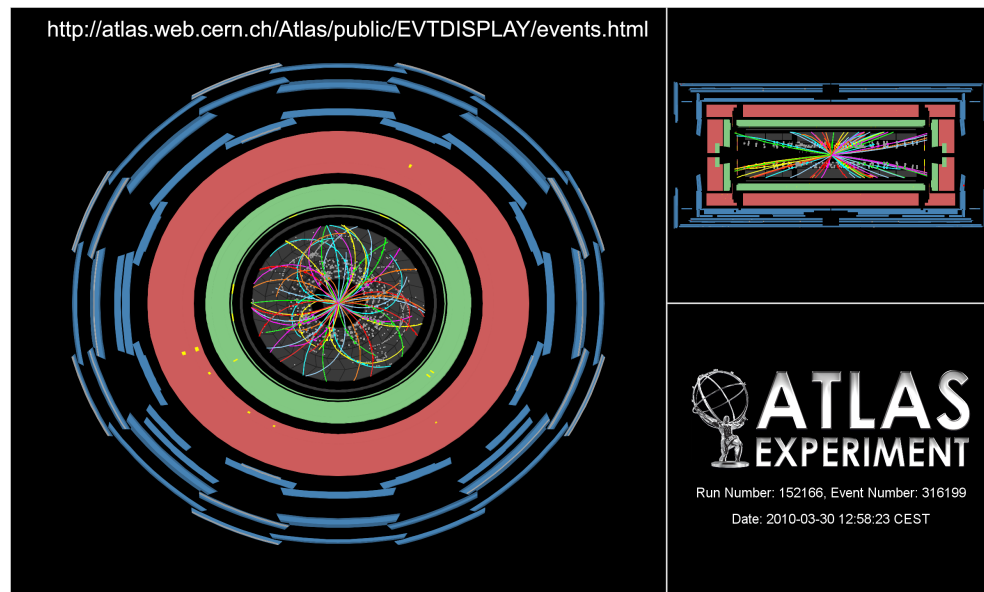 http://atlas.web.cern.ch/Atlas/public/EVTDISPLAY/events.html
ATLAS
EXPERIMENT
Run Number: 152166, Event Number: 316199
Date: 2010-03-30 12:58:23 CEST